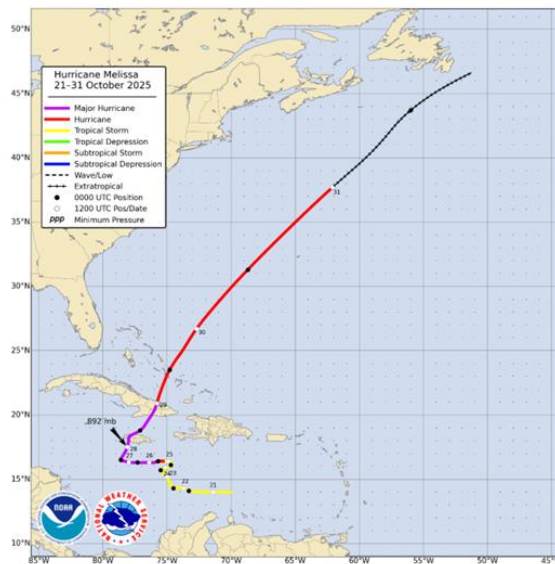 50°N
45°N
40°N
35°N
30°N
25°N
20°N
15°N
10°N
Hurricane Melissa
21-31 October 2025
Major Hurricane
Hurricane
Tropical Storm
Tropical Depression
Subtropical Storm
Subtropical Depression
Wave/Low
Extratropical
0000 UTC Position
1200 UTC Pos/Date
ppp Minimum Pressure
31
30
29
892 mb
28
27
26
25
23
22
21
NOAA
NATIONAL WEATHER SERVICE
85°W
80°W
75°W
70°W
65°W
60°W
55°W
50°W